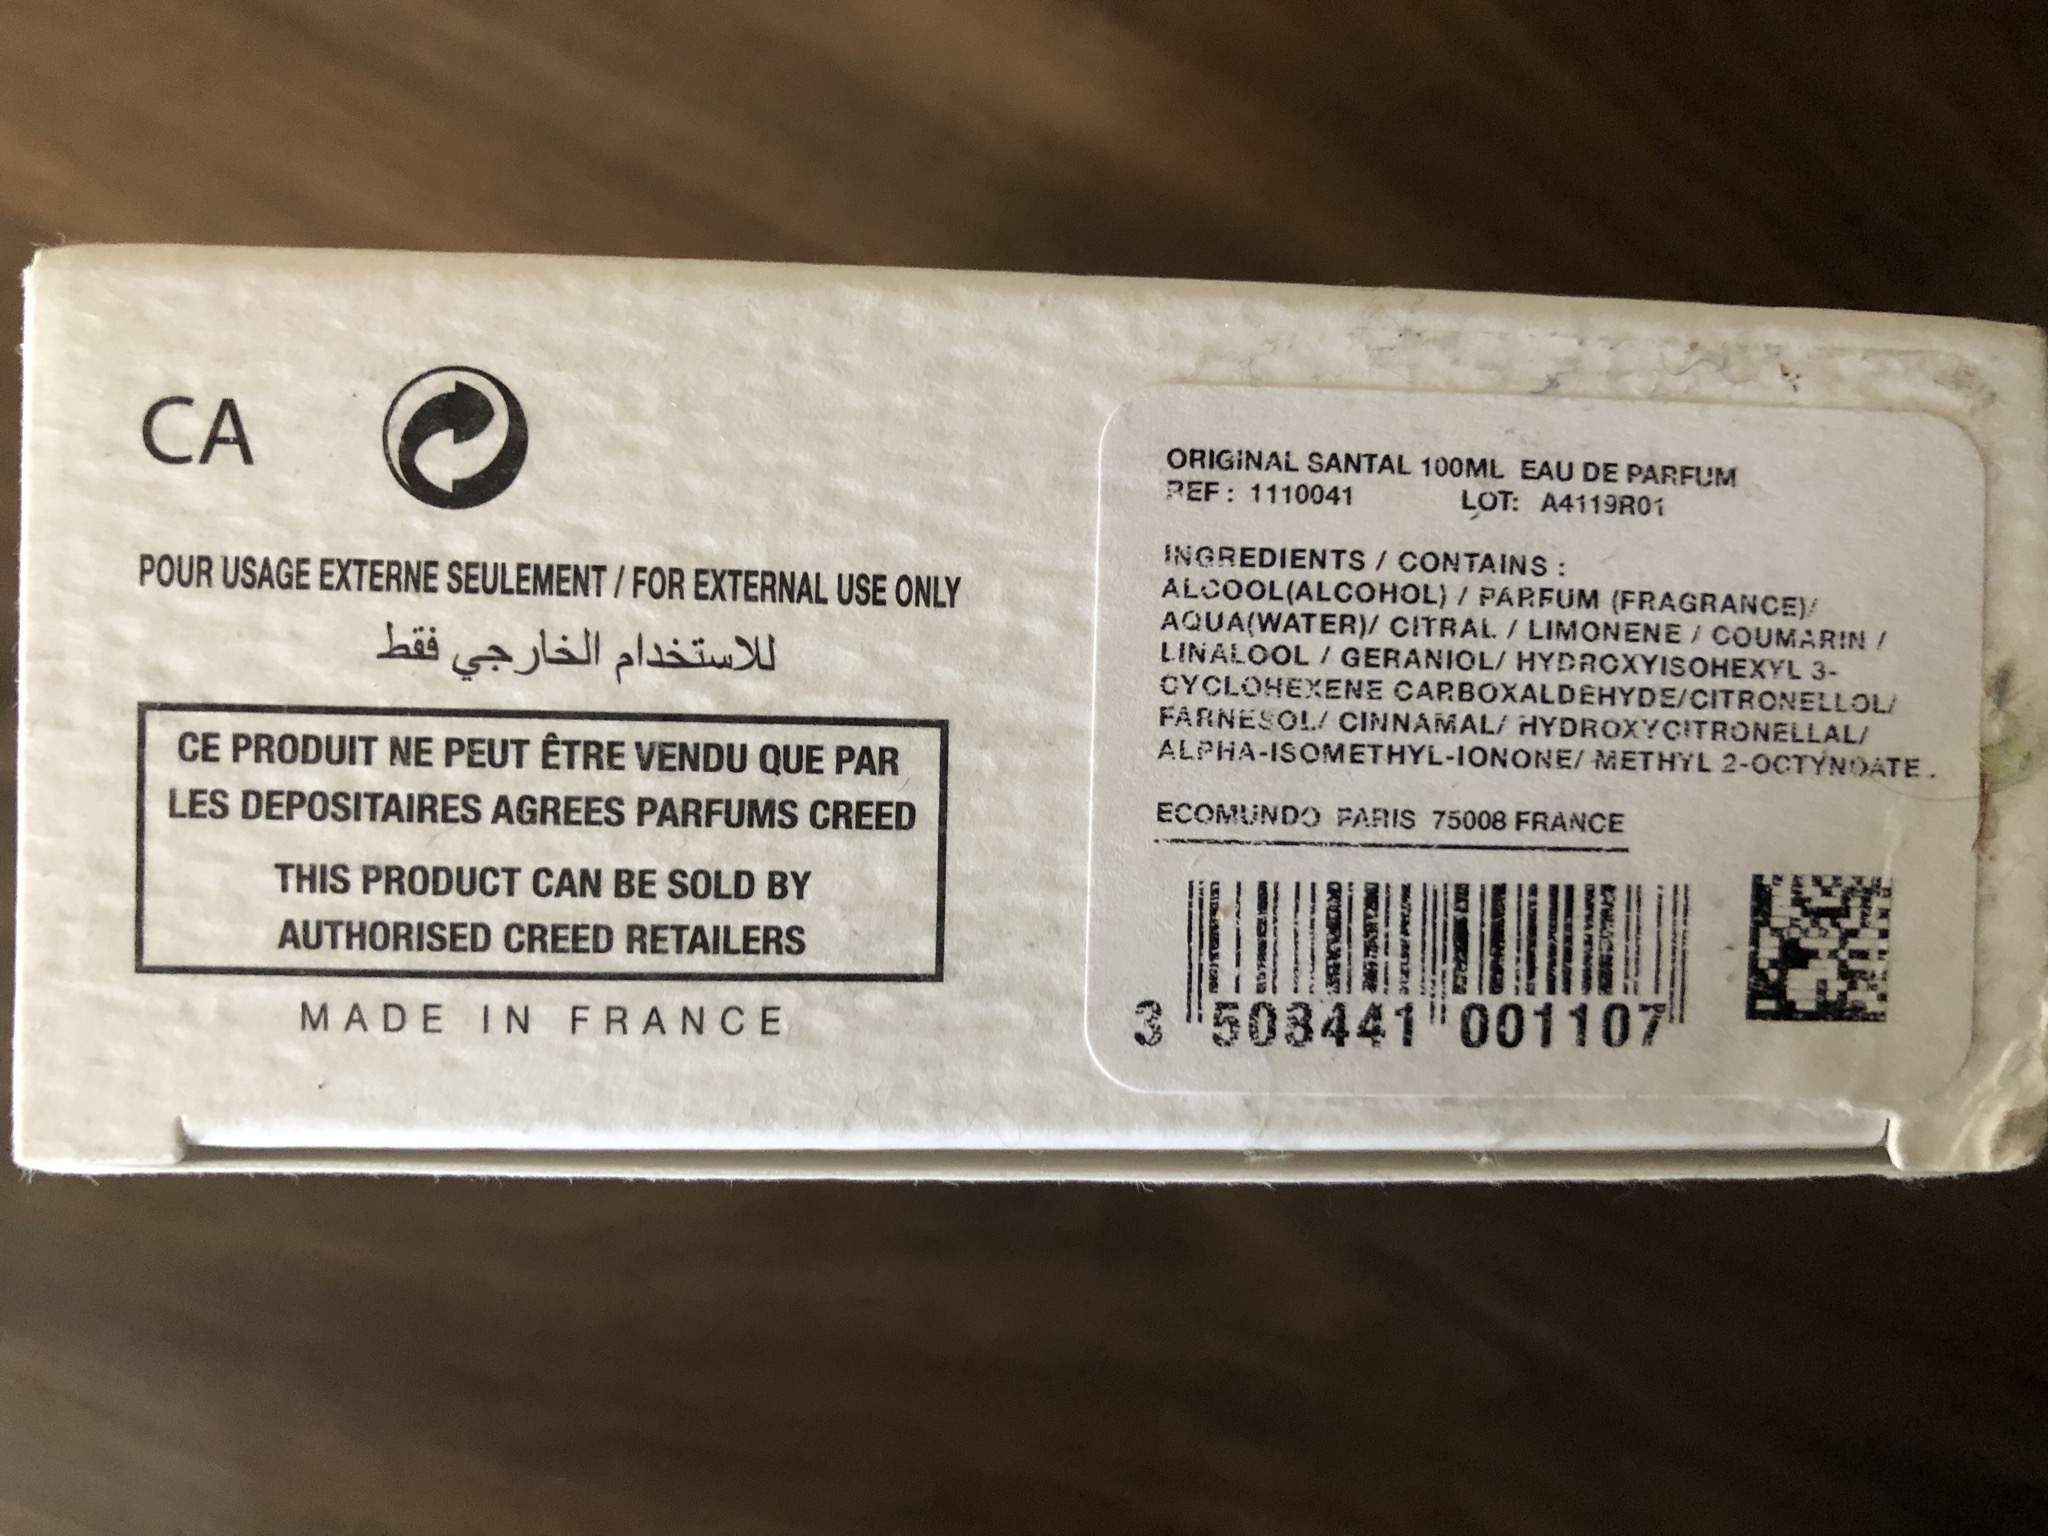 CA
POUR USAGE EXTERNE SEULEMENT / FOR EXTERNAL USE ONLY
للاستخدام الخارجي فقط
CE PRODUIT NE PEUT ÊTRE VENDU QUE PAR
LES DEPOSITAIRES AGREES PARFUMS CREED
THIS PRODUCT CAN BE SOLD BY
AUTHORISED CREED RETAILERS
MADE IN FRANCE
ORIGINAL SANTAL 100ML EAU DE PARFUM
REF : 1110041 LOT: A4119R01
INGREDIENTS / CONTAINS :
ALCOOL(ALCOHOL) / PARFUM (FRAGRANCE)/
AQUA(WATER)/ CITRAL / LIMONENE / COUMARIN /
LINALOOL / GERANIOL/ HYDROXYISOHEXYL 3-
CYCLOHEXENE CARBOXALDEHYDE/CITRONELLOL/
FARNESOL/ CINNAMAL/ HYDROXYCITRONELLAL/
ALPHA-ISOMETHYL-IONONE/ METHYL 2-OCTYNOATE .
ECOMUNDO PARIS 75008 FRANCE
3 508441 001107